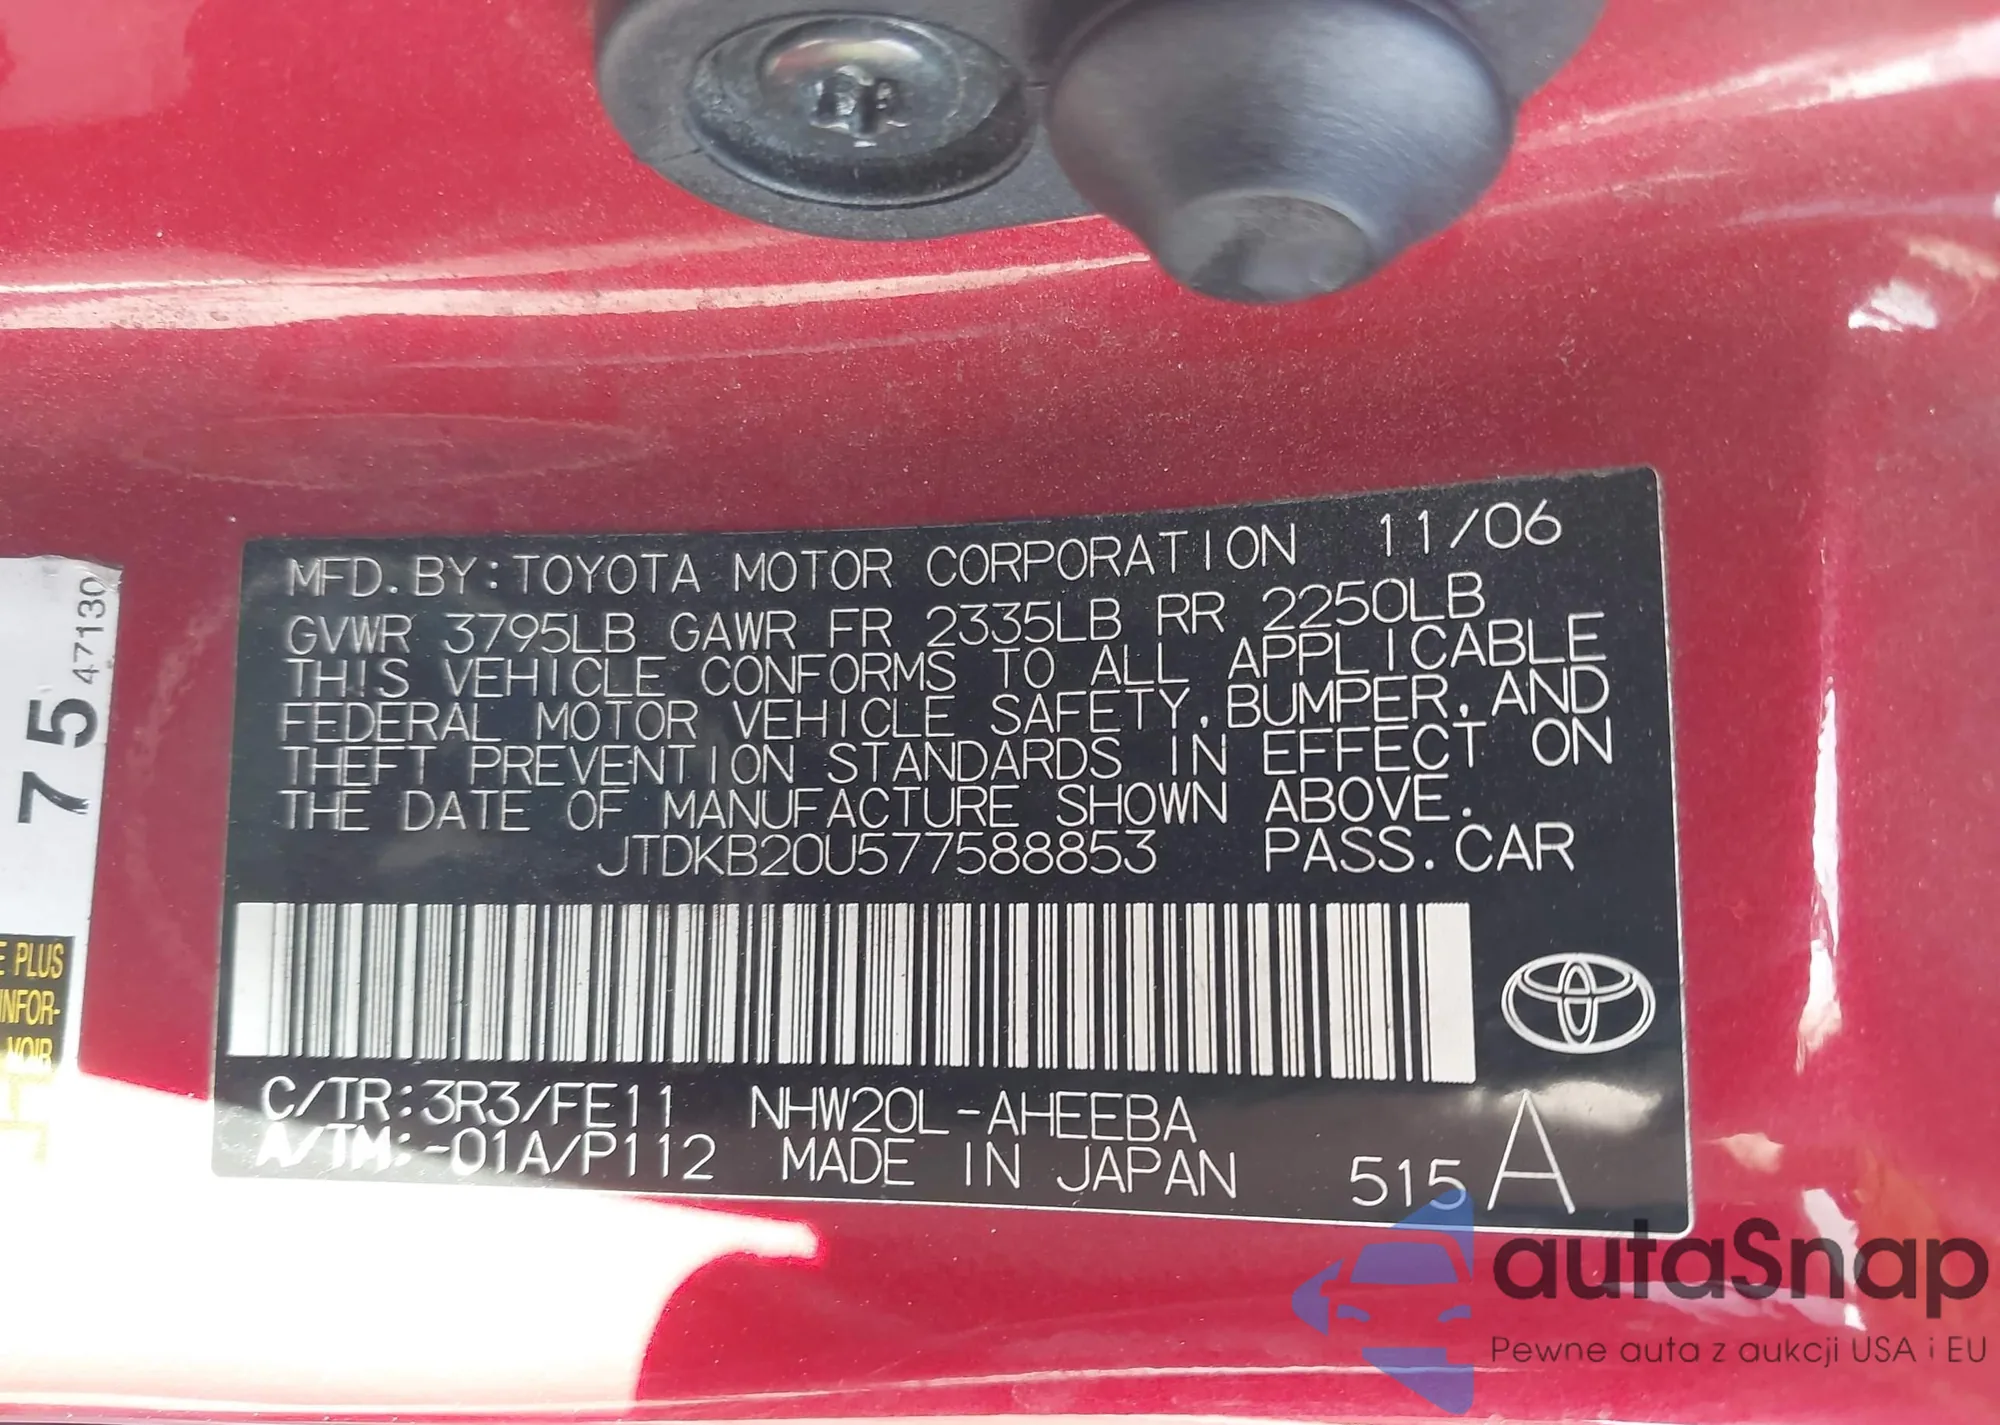 MFD.BY:TOYOTA MOTOR CORPORATION 11/06
GVWR 3795LB GAWR FR 2335LB RR 2250LB
THIS VEHICLE CONFORMS TO ALL APPLICABLE
FEDERAL MOTOR VEHICLE SAFETY, BUMPER, AND
THEFT PREVENTION STANDARDS IN EFFECT ON
THE DATE OF MANUFACTURE SHOWN ABOVE.
JTDKB20U577588853 PASS.CAR
C/TR:3R3/FE11 NHW20L-AHEEBA
A/TM:-01A/P112 MADE IN JAPAN 515 A
75 47130
E PLUS
INFOR-
VOIR
autaSnap
Pewne auta z aukcji USA i EU